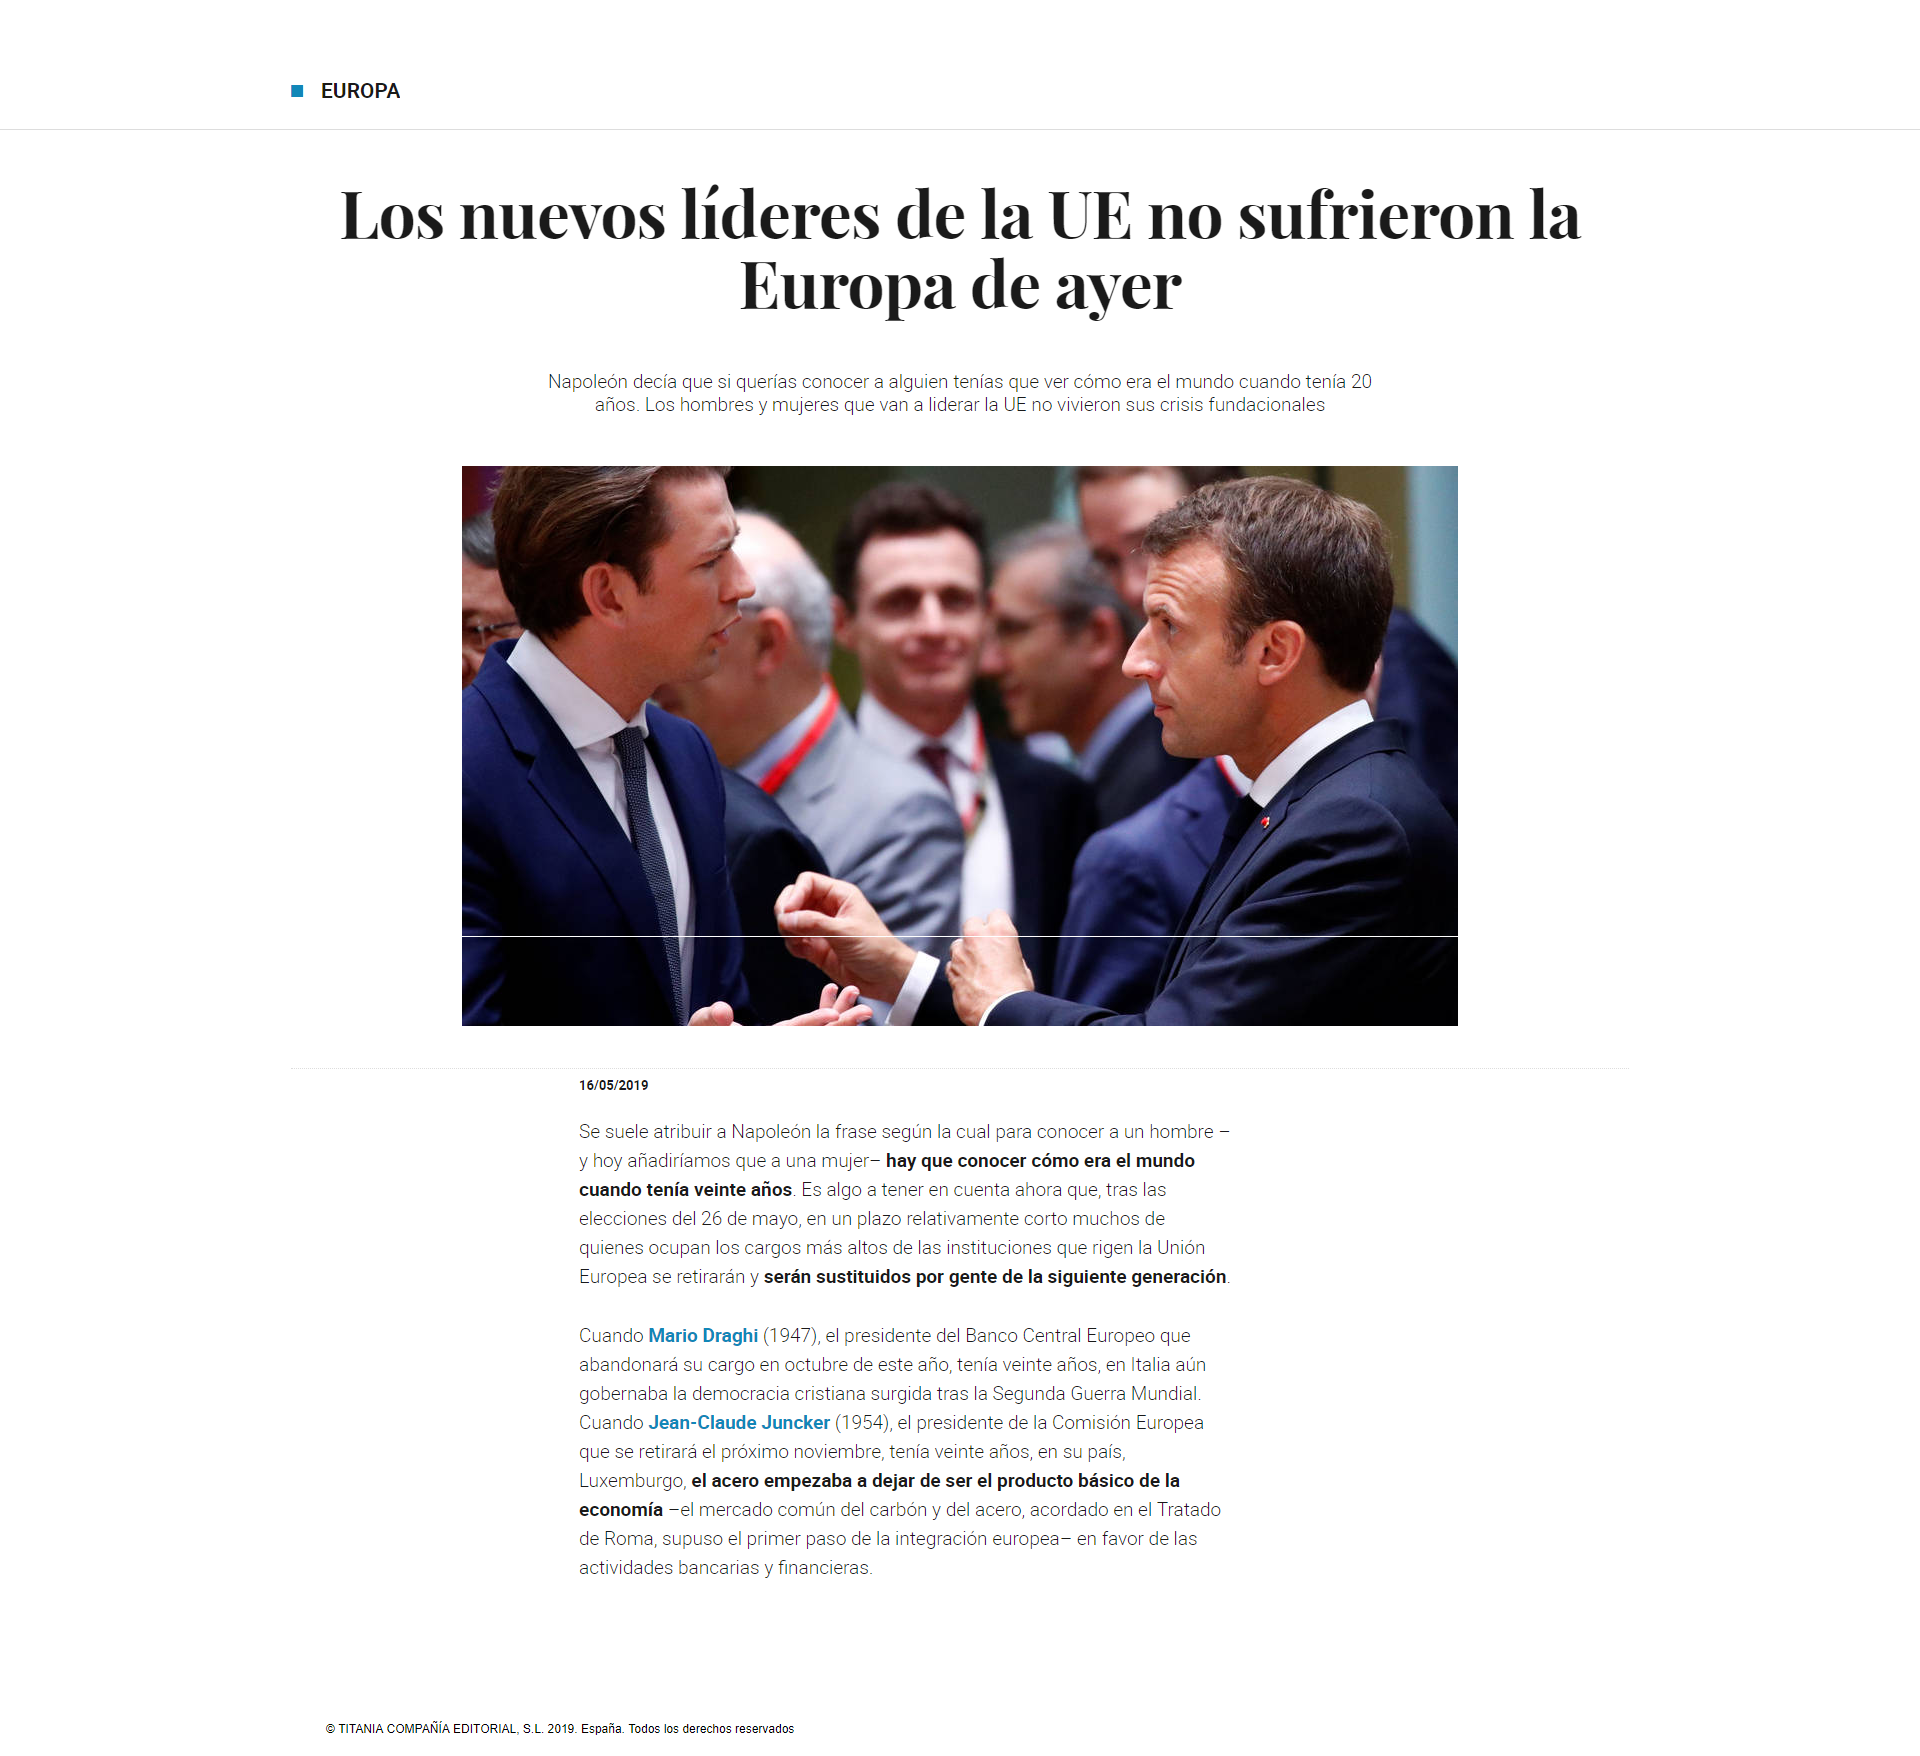 EUROPA
Los nuevos líderes de la UE no sufrieron la
Europa de ayer
Napoleón decía que si querías conocer a alguien tenías que ver cómo era el mundo cuando tenía 20
años. Los hombres y mujeres que van a liderar la UE no vivieron sus crisis fundacionales
16/05/2019
Se suele atribuir a Napoleón la frase según la cual para conocer a un hombre –
y hoy añadiríamos que a una mujer– hay que conocer cómo era el mundo
cuando tenía veinte años. Es algo a tener en cuenta ahora que, tras las
elecciones del 26 de mayo, en un plazo relativamente corto muchos de
quienes ocupan los cargos más altos de las instituciones que rigen la Unión
Europea se retirarán y serán sustituidos por gente de la siguiente generación.
Cuando Mario Draghi (1947), el presidente del Banco Central Europeo que
abandonará su cargo en octubre de este año, tenía veinte años, en Italia aún
gobernaba la democracia cristiana surgida tras la Segunda Guerra Mundial.
Cuando Jean-Claude Juncker (1954), el presidente de la Comisión Europea
que se retirará el próximo noviembre, tenía veinte años, en su país,
Luxemburgo, el acero empezaba a dejar de ser el producto básico de la
economía –el mercado común del carbón y del acero, acordado en el Tratado
de Roma, supuso el primer paso de la integración europea– en favor de las
actividades bancarias y financieras.
© TITANIA COMPAÑÍA EDITORIAL, S.L. 2019. España. Todos los derechos reservados